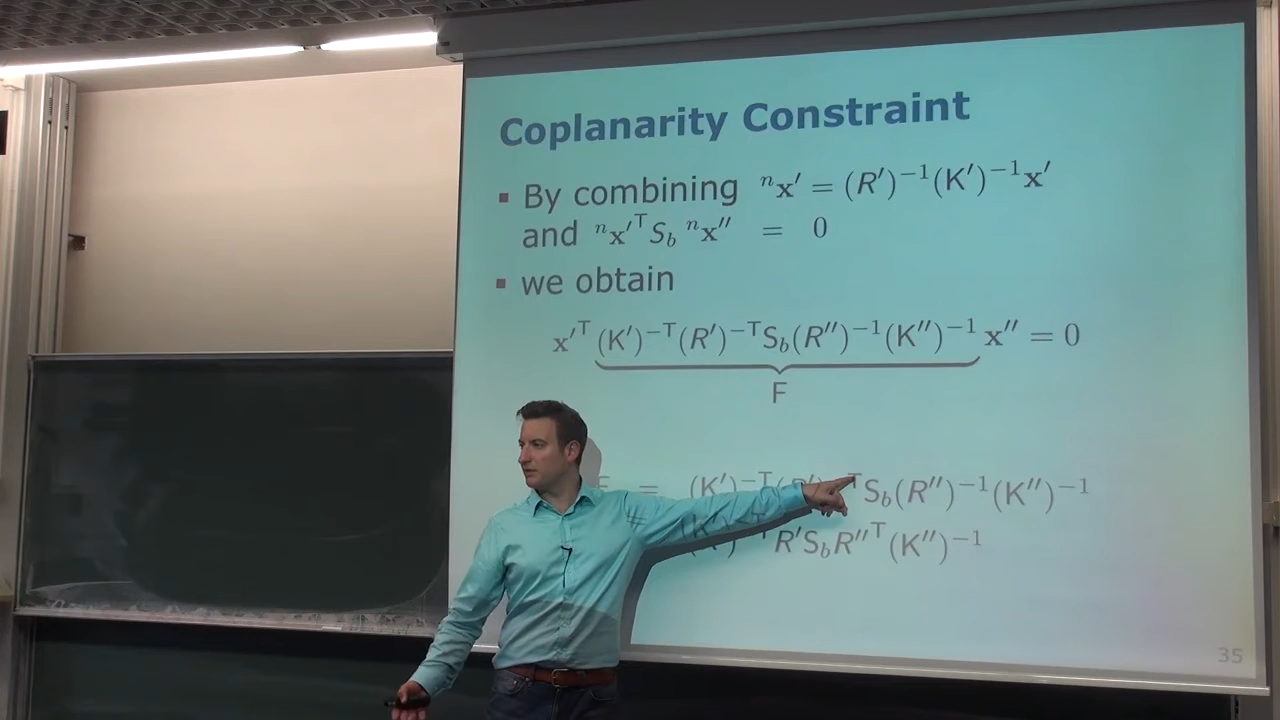 Coplanarity Constraint
▪ By combining ⁿx′ = (R′)⁻¹(K′)⁻¹x′
and ⁿx′ᵀ S_b ⁿx″ = 0
▪ we obtain
x′ᵀ (K′)⁻ᵀ(R′)⁻ᵀS_b(R″)⁻¹(K″)⁻¹ x″ = 0
F
F = (K′)⁻ᵀ(R′)⁻ᵀS_b(R″)⁻¹(K″)⁻¹
(K′)⁻ᵀR′S_bR″ᵀ(K″)⁻¹
35